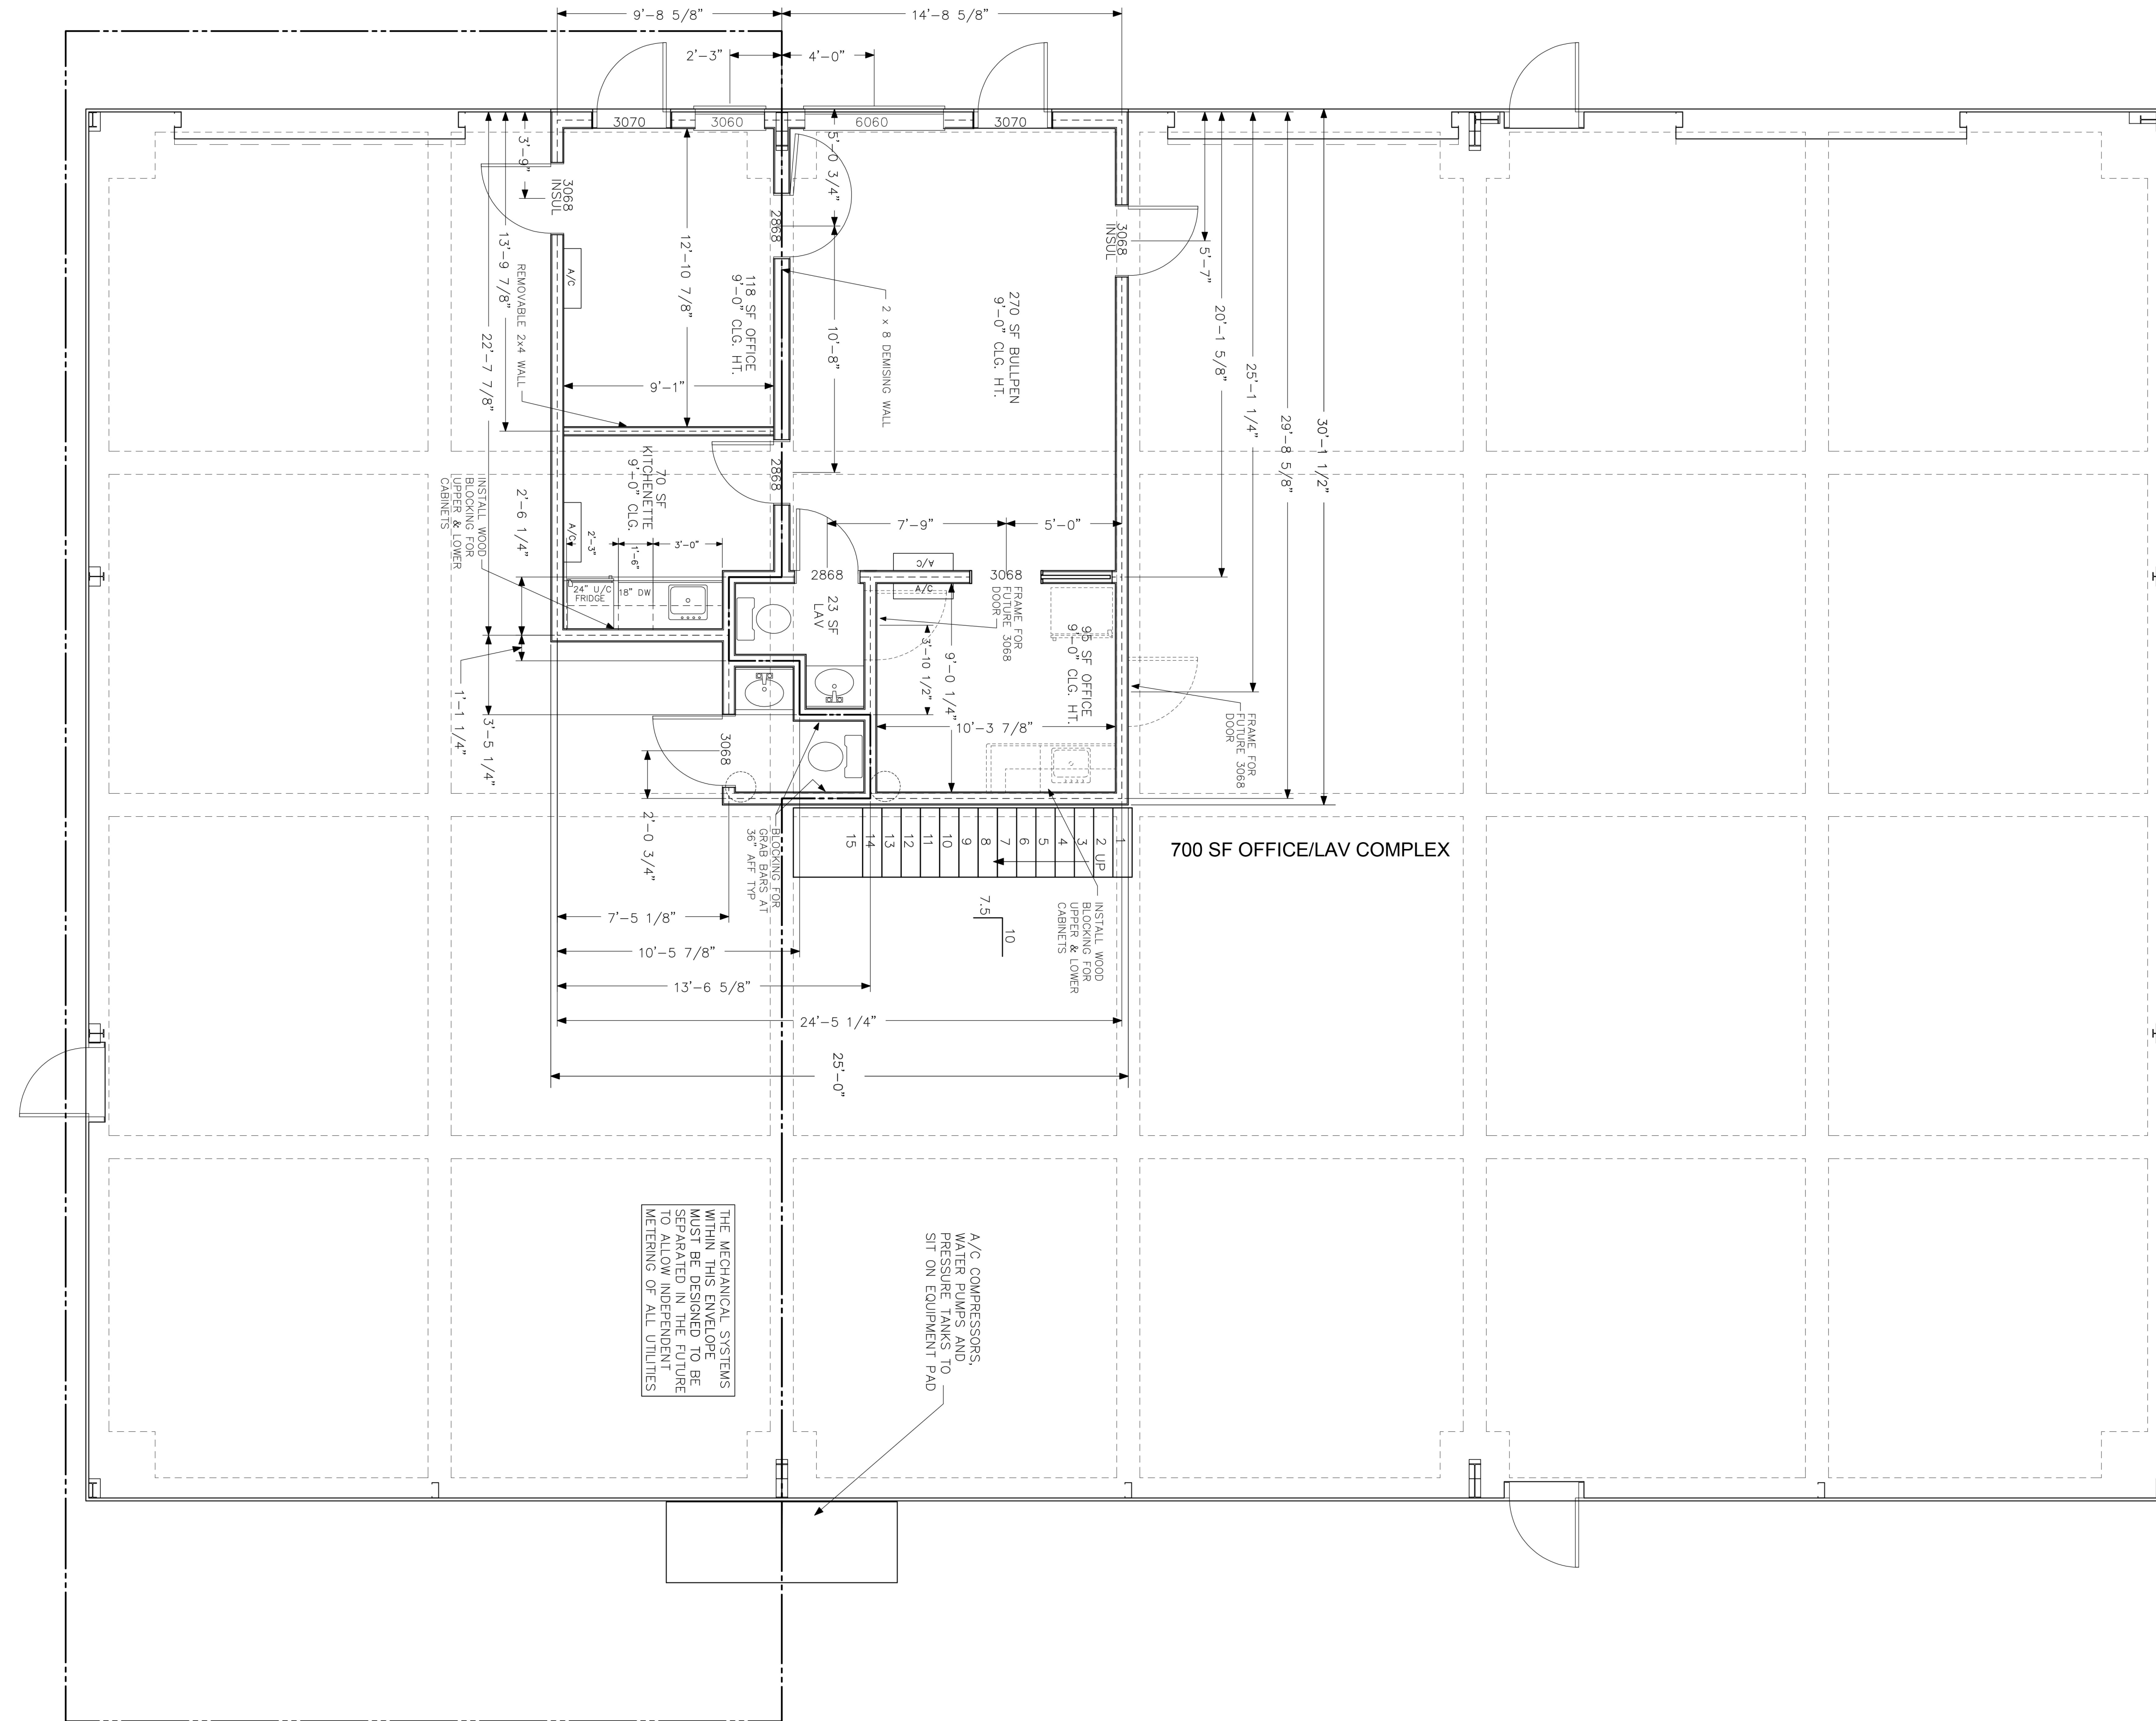 9'-8 5/8"
14'-8 5/8"
2'-3"
4'-0"
3070
3060
6060
3070
3'-9"
3068
INSUL
13'-9 7/8"
22'-7 7/8"
REMOVABLE 2x4 WALL
A/C
12'-10 7/8"
118 SF OFFICE
9'-0" CLG. HT.
9'-1"
2868
5'-0 3/4"
10'-8"
2 x 8 DEMISING WALL
270 SF BULLPEN
9'-0" CLG. HT.
3068
INSUL
5'-7"
20'-1 5/8"
25'-1 1/4"
29'-8 5/8"
30'-1 1/2"
70 SF
KITCHENETTE
9'-0" CLG.
2868
A/C
INSTALL WOOD
BLOCKING FOR
UPPER & LOWER
CABINETS
2'-6 1/4"
2'-3"
1'-6"
3'-0"
24" U/C
FRIDGE
18" DW
7'-9"
5'-0"
2868
A/C
A/C
3068
23 SF
LAV
FRAME FOR
FUTURE 3068
DOOR
3'-10 1/2"
9'-0 1/4"
95 SF OFFICE
9'-0" CLG. HT.
10'-3 7/8"
FRAME FOR
FUTURE 3068
DOOR
1'-1 1/4"
3'-5 1/4"
3068
2'-0 3/4"
BLOCKING FOR
GRAB BARS AT
36" AFF TYP
15
14
13
12
11
10
9
8
7
6
5
4
3
2 UP
1
700 SF OFFICE/LAV COMPLEX
7.5
10
INSTALL WOOD
BLOCKING FOR
UPPER & LOWER
CABINETS
7'-5 1/8"
10'-5 7/8"
13'-6 5/8"
24'-5 1/4"
25'-0"
THE MECHANICAL SYSTEMS
WITHIN THIS ENVELOPE
MUST BE DESIGNED TO BE
SEPARATED IN THE FUTURE
TO ALLOW INDEPENDENT
METERING OF ALL UTILITIES
A/C COMPRESSORS,
WATER PUMPS AND
PRESSURE TANKS TO
SIT ON EQUIPMENT PAD